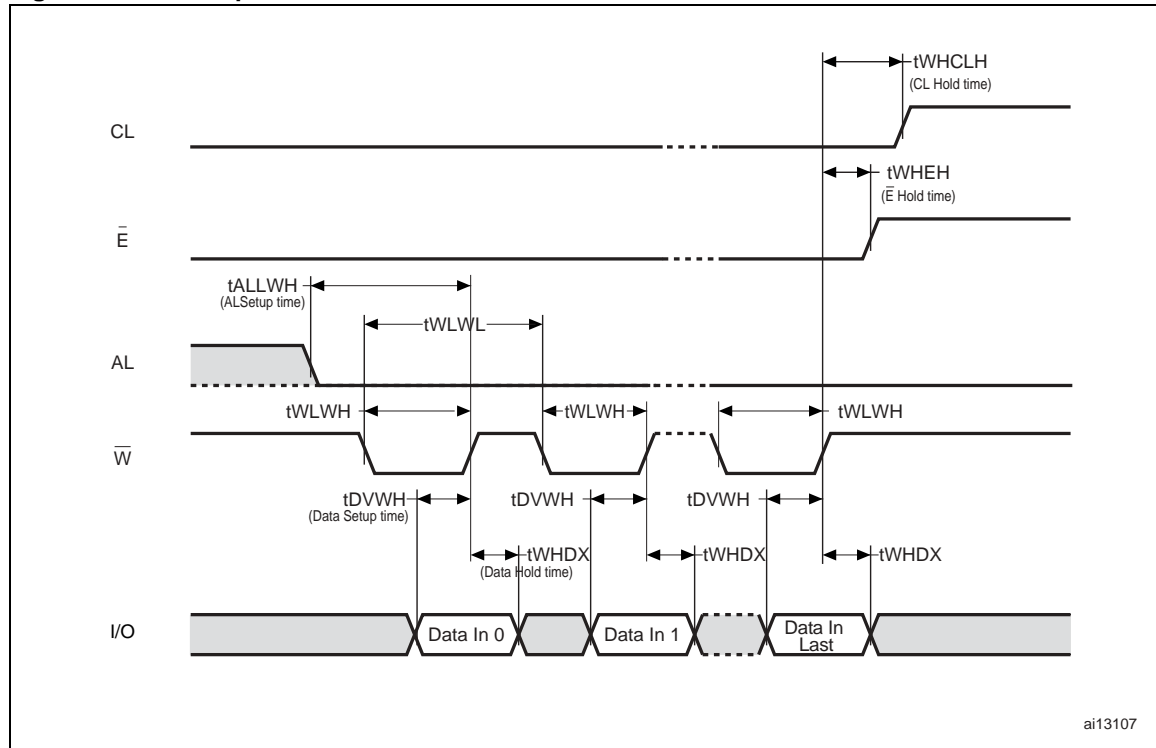 tWHCLH
(CL Hold time)
CL
tWHEH
(E̅ Hold time)
E̅
tALLWH
(ALSetup time)
tWLWL
AL
tWLWH
tWLWH
tWLWH
W̅
tDVWH
(Data Setup time)
tDVWH
tDVWH
tWHDX
(Data Hold time)
tWHDX
tWHDX
I/O
Data In 0
Data In 1
Data In
Last
ai13107